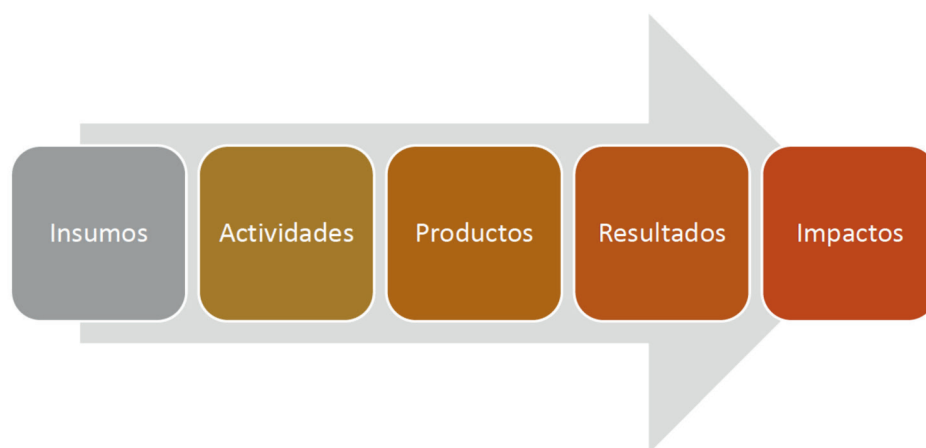 Insumos
Actividades
Productos
Resultados
Impactos